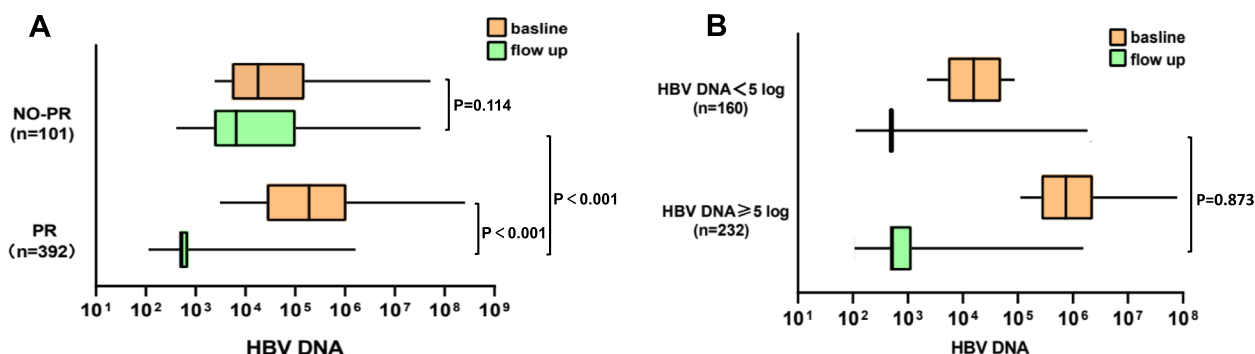 A
basline
flow up
NO-PR
(n=101)
P=0.114
P<0.001
PR
(n=392)
P<0.001
10¹ 10² 10³ 10⁴ 10⁵ 10⁶ 10⁷ 10⁸ 10⁹
HBV DNA
B
basline
flow up
HBV DNA<5 log
(n=160)
HBV DNA≥5 log
(n=232)
P=0.873
10¹ 10² 10³ 10⁴ 10⁵ 10⁶ 10⁷ 10⁸
HBV DNA